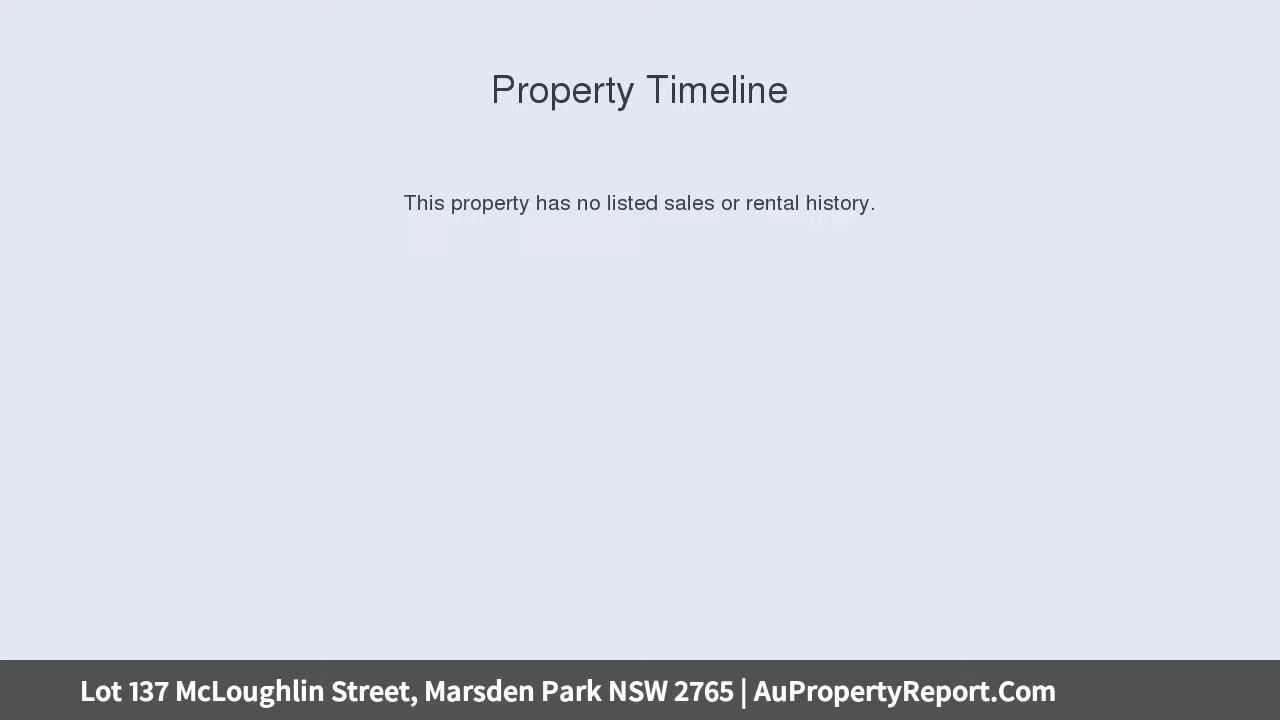 Property Timeline
This property has no listed sales or rental history.
Lot 137 McLoughlin Street, Marsden Park NSW 2765 | AuPropertyReport.Com